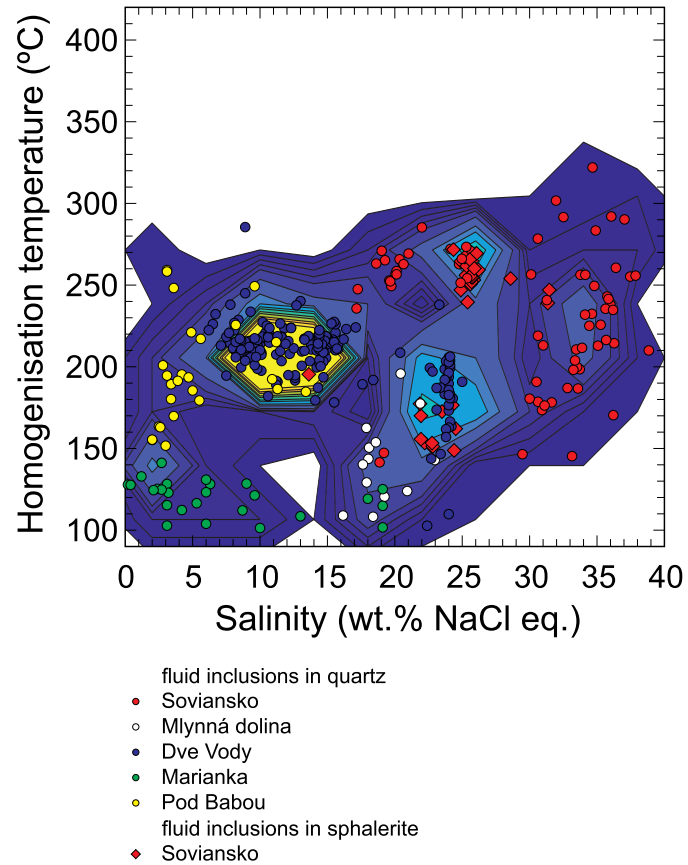 Homogenisation temperature (ºC)
400
350
300
250
200
150
100
0 5 10 15 20 25 30 35 40
Salinity (wt.% NaCl eq.)
fluid inclusions in quartz
Soviansko
Mlynná dolina
Dve Vody
Marianka
Pod Babou
fluid inclusions in sphalerite
Soviansko